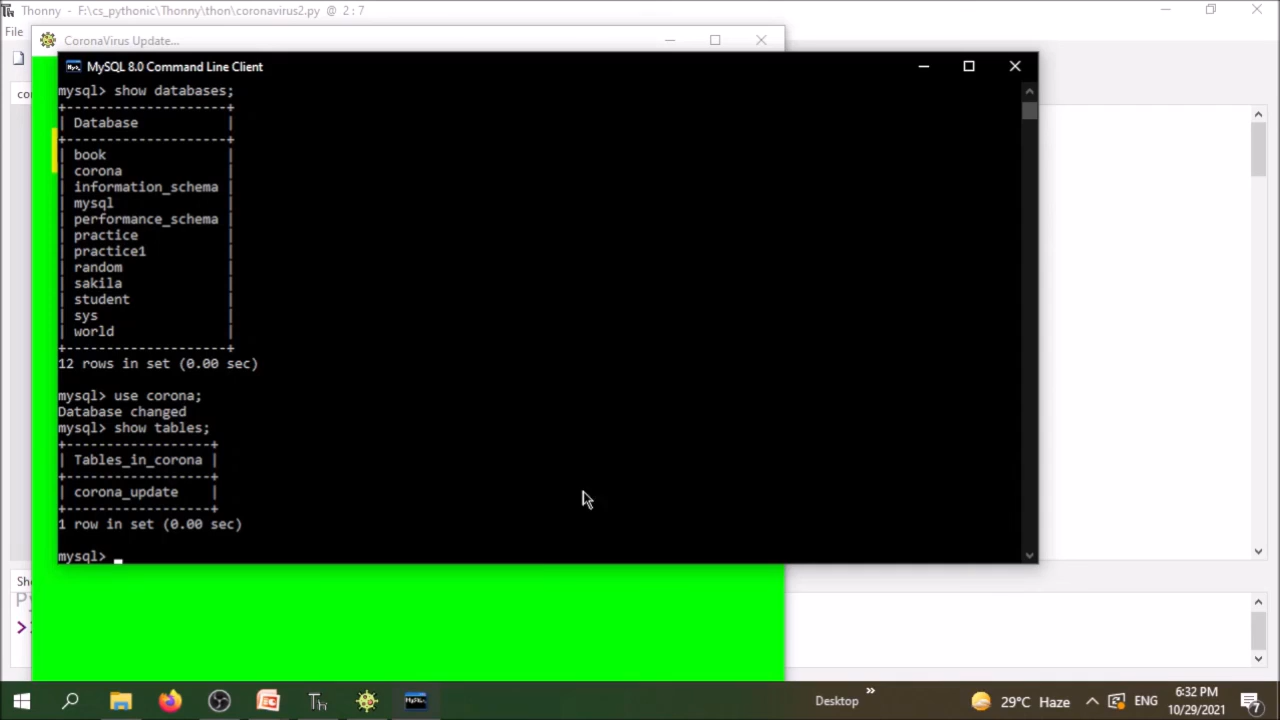 Thonny - F:\cs_pythonic\Thonny\thon\coronavirus2.py @ 2 : 7
File
CoronaVirus Update...
MySQL 8.0 Command Line Client
mysql> show databases;
+--------------------+
| Database           |
+--------------------+
| book               |
| corona             |
| information_schema |
| mysql              |
| performance_schema |
| practice           |
| practice1          |
| random             |
| sakila             |
| student            |
| sys                |
| world              |
+--------------------+
12 rows in set (0.00 sec)
mysql> use corona;
Database changed
mysql> show tables;
+------------------+
| Tables_in_corona |
+------------------+
| corona_update    |
+------------------+
1 row in set (0.00 sec)
mysql>
Desktop
29°C Haze
ENG
6:32 PM
10/29/2021
7